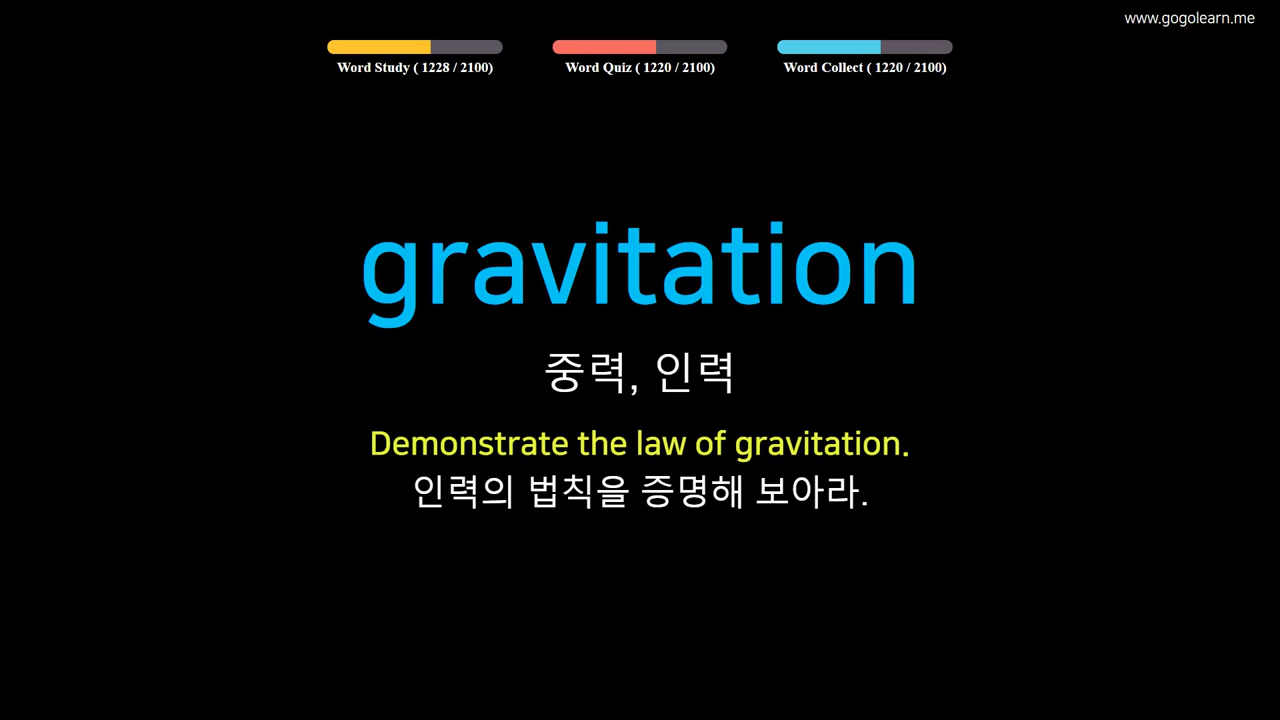 www.gogolearn.me
Word Study ( 1228 / 2100) Word Quiz ( 1220 / 2100) Word Collect ( 1220 / 2100)
gravitation
중력, 인력
Demonstrate the law of gravitation.
인력의 법칙을 증명해 보아라.